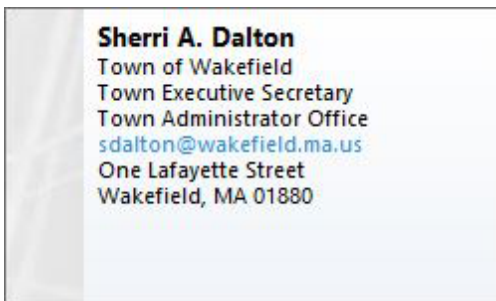 Sherri A. Dalton
Town of Wakefield
Town Executive Secretary
Town Administrator Office
sdalton@wakefield.ma.us
One Lafayette Street
Wakefield, MA 01880